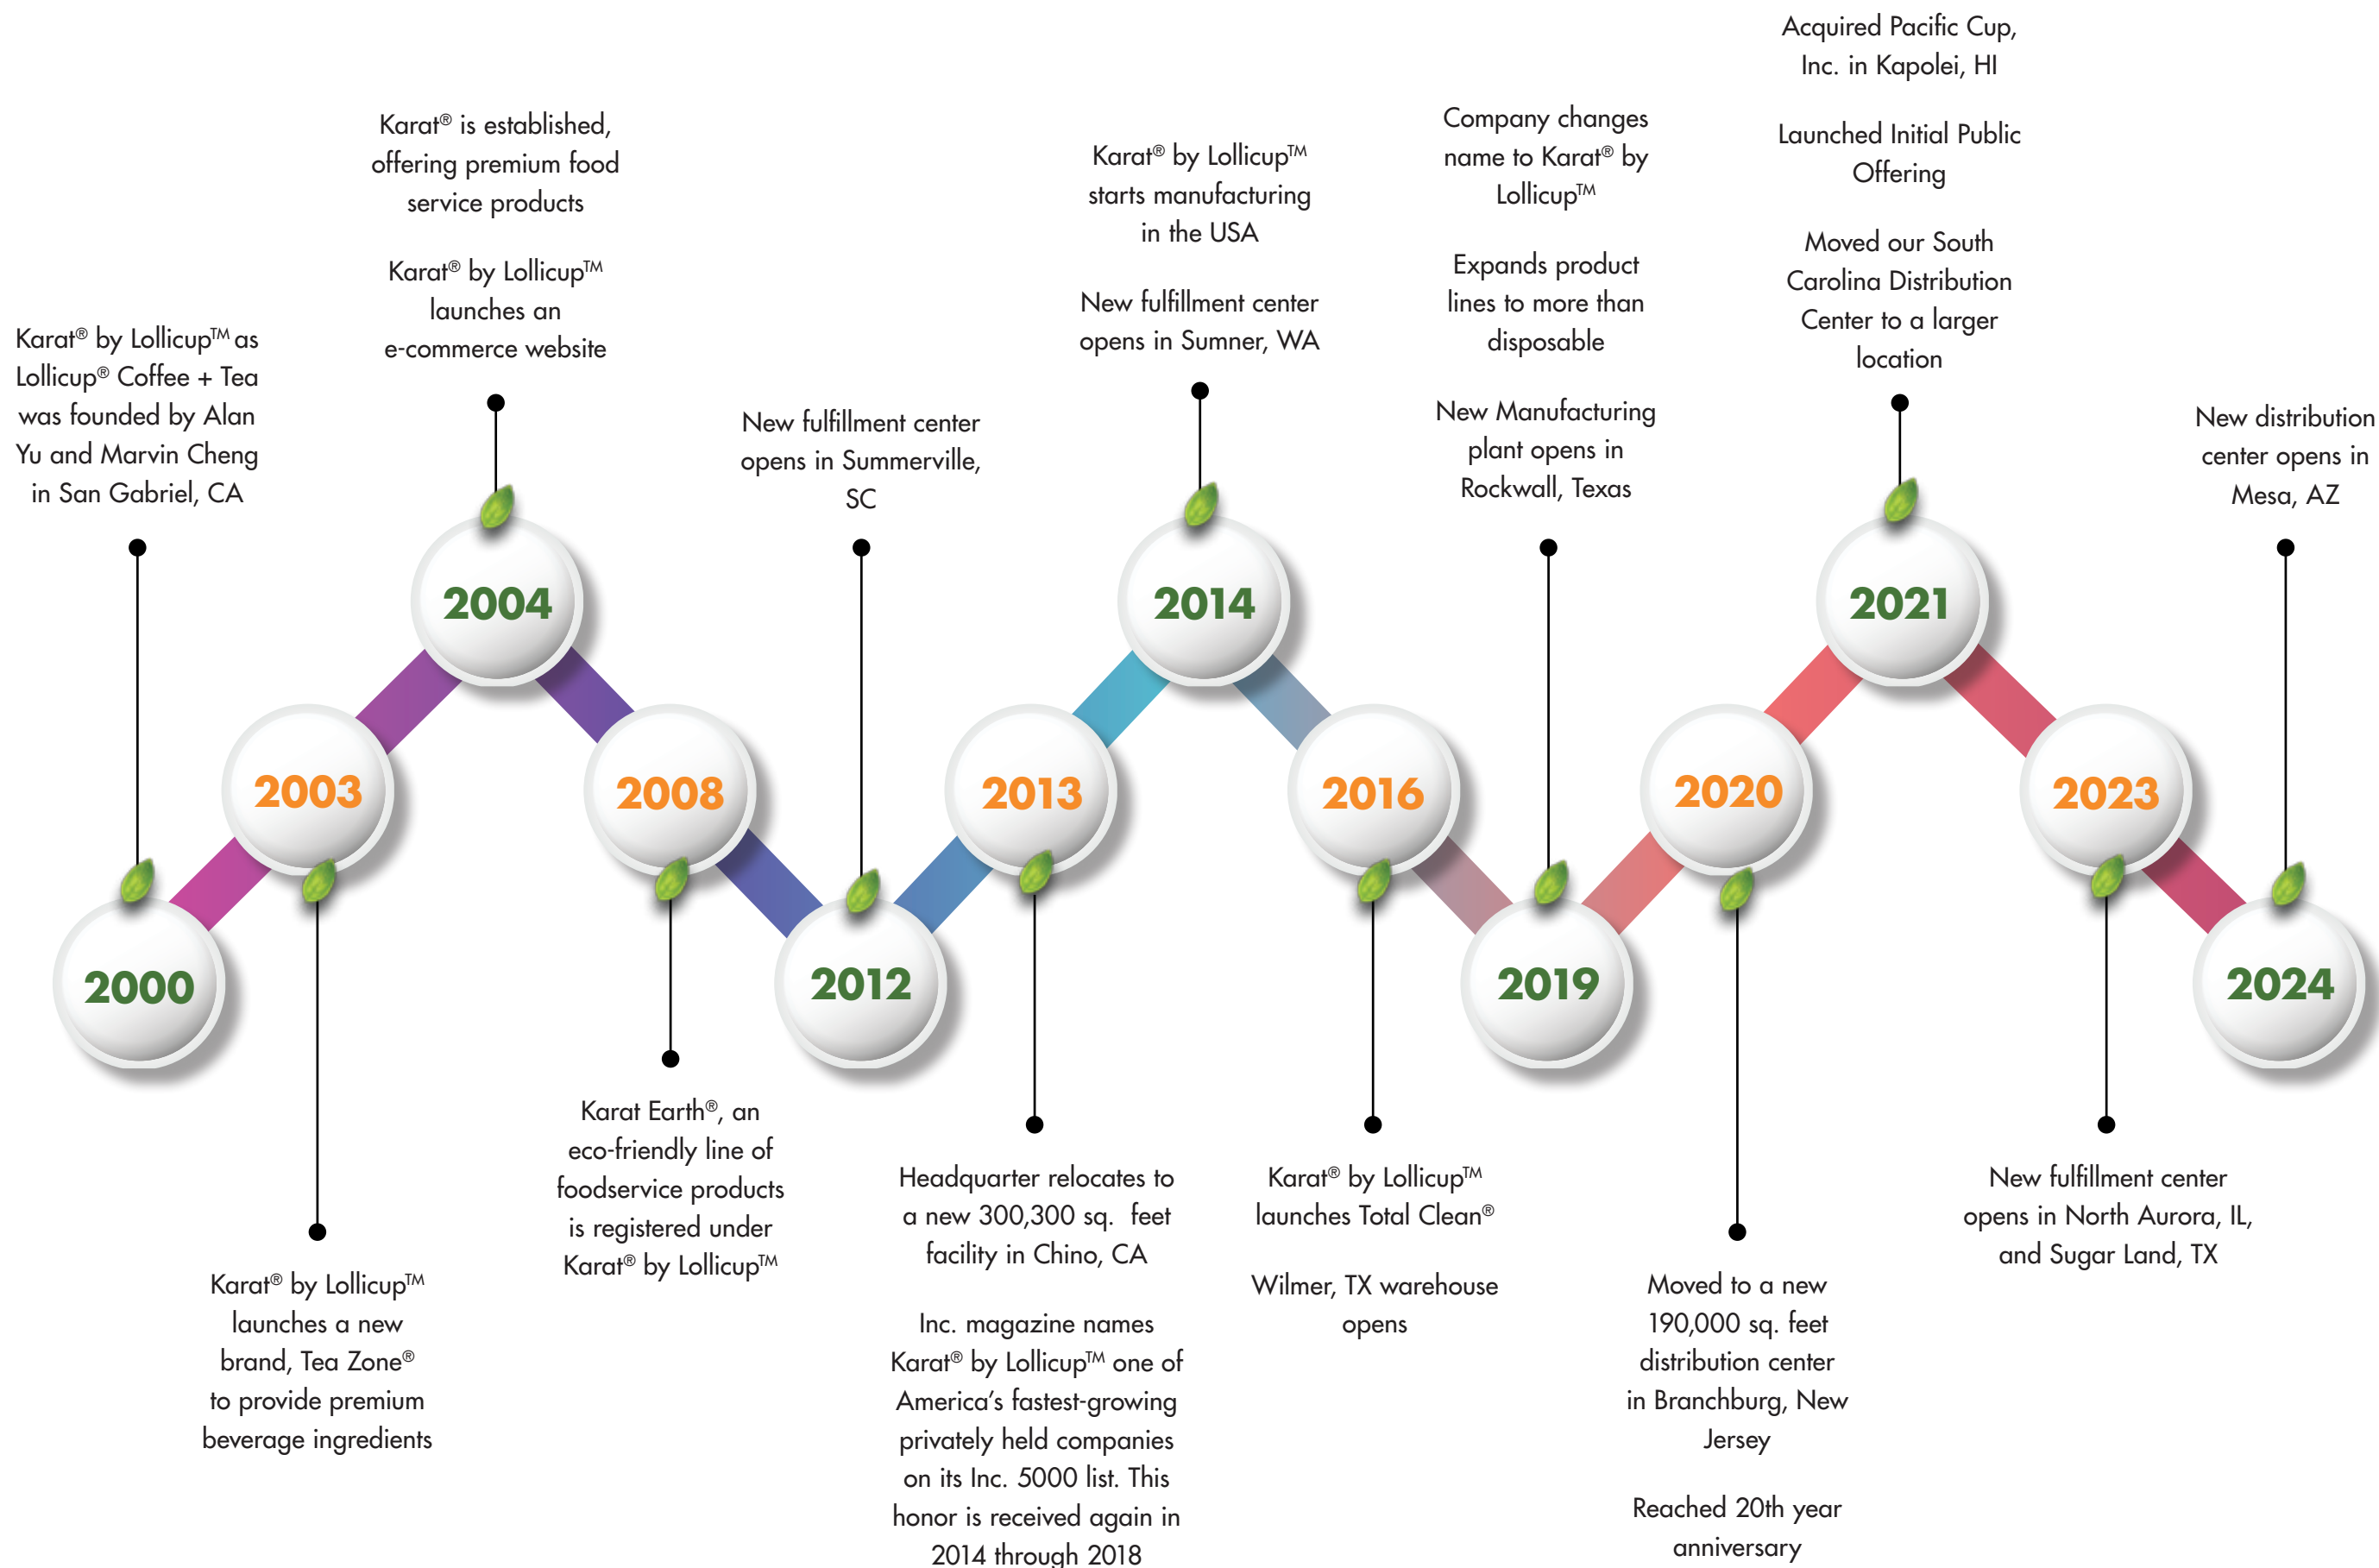 Karat® by Lollicup™ as
Lollicup® Coffee + Tea
was founded by Alan
Yu and Marvin Cheng
in San Gabriel, CA
2000
2003
Karat® by Lollicup™
launches a new
brand, Tea Zone®
to provide premium
beverage ingredients
Karat® is established,
offering premium food
service products
Karat® by Lollicup™
launches an
e-commerce website
2004
2008
Karat Earth®, an
eco-friendly line of
foodservice products
is registered under
Karat® by Lollicup™
New fulfillment center
opens in Summerville,
SC
2012
2013
Headquarter relocates to
a new 300,300 sq. feet
facility in Chino, CA
Inc. magazine names
Karat® by Lollicup™ one of
America’s fastest-growing
privately held companies
on its Inc. 5000 list. This
honor is received again in
2014 through 2018
Karat® by Lollicup™
starts manufacturing
in the USA
New fulfillment center
opens in Sumner, WA
2014
2016
Karat® by Lollicup™
launches Total Clean®
Wilmer, TX warehouse
opens
Company changes
name to Karat® by
Lollicup™
Expands product
lines to more than
disposable
New Manufacturing
plant opens in
Rockwall, Texas
2019
2020
Moved to a new
190,000 sq. feet
distribution center
in Branchburg, New
Jersey
Reached 20th year
anniversary
Acquired Pacific Cup,
Inc. in Kapolei, HI
Launched Initial Public
Offering
Moved our South
Carolina Distribution
Center to a larger
location
2021
2023
New fulfillment center
opens in North Aurora, IL,
and Sugar Land, TX
New distribution
center opens in
Mesa, AZ
2024